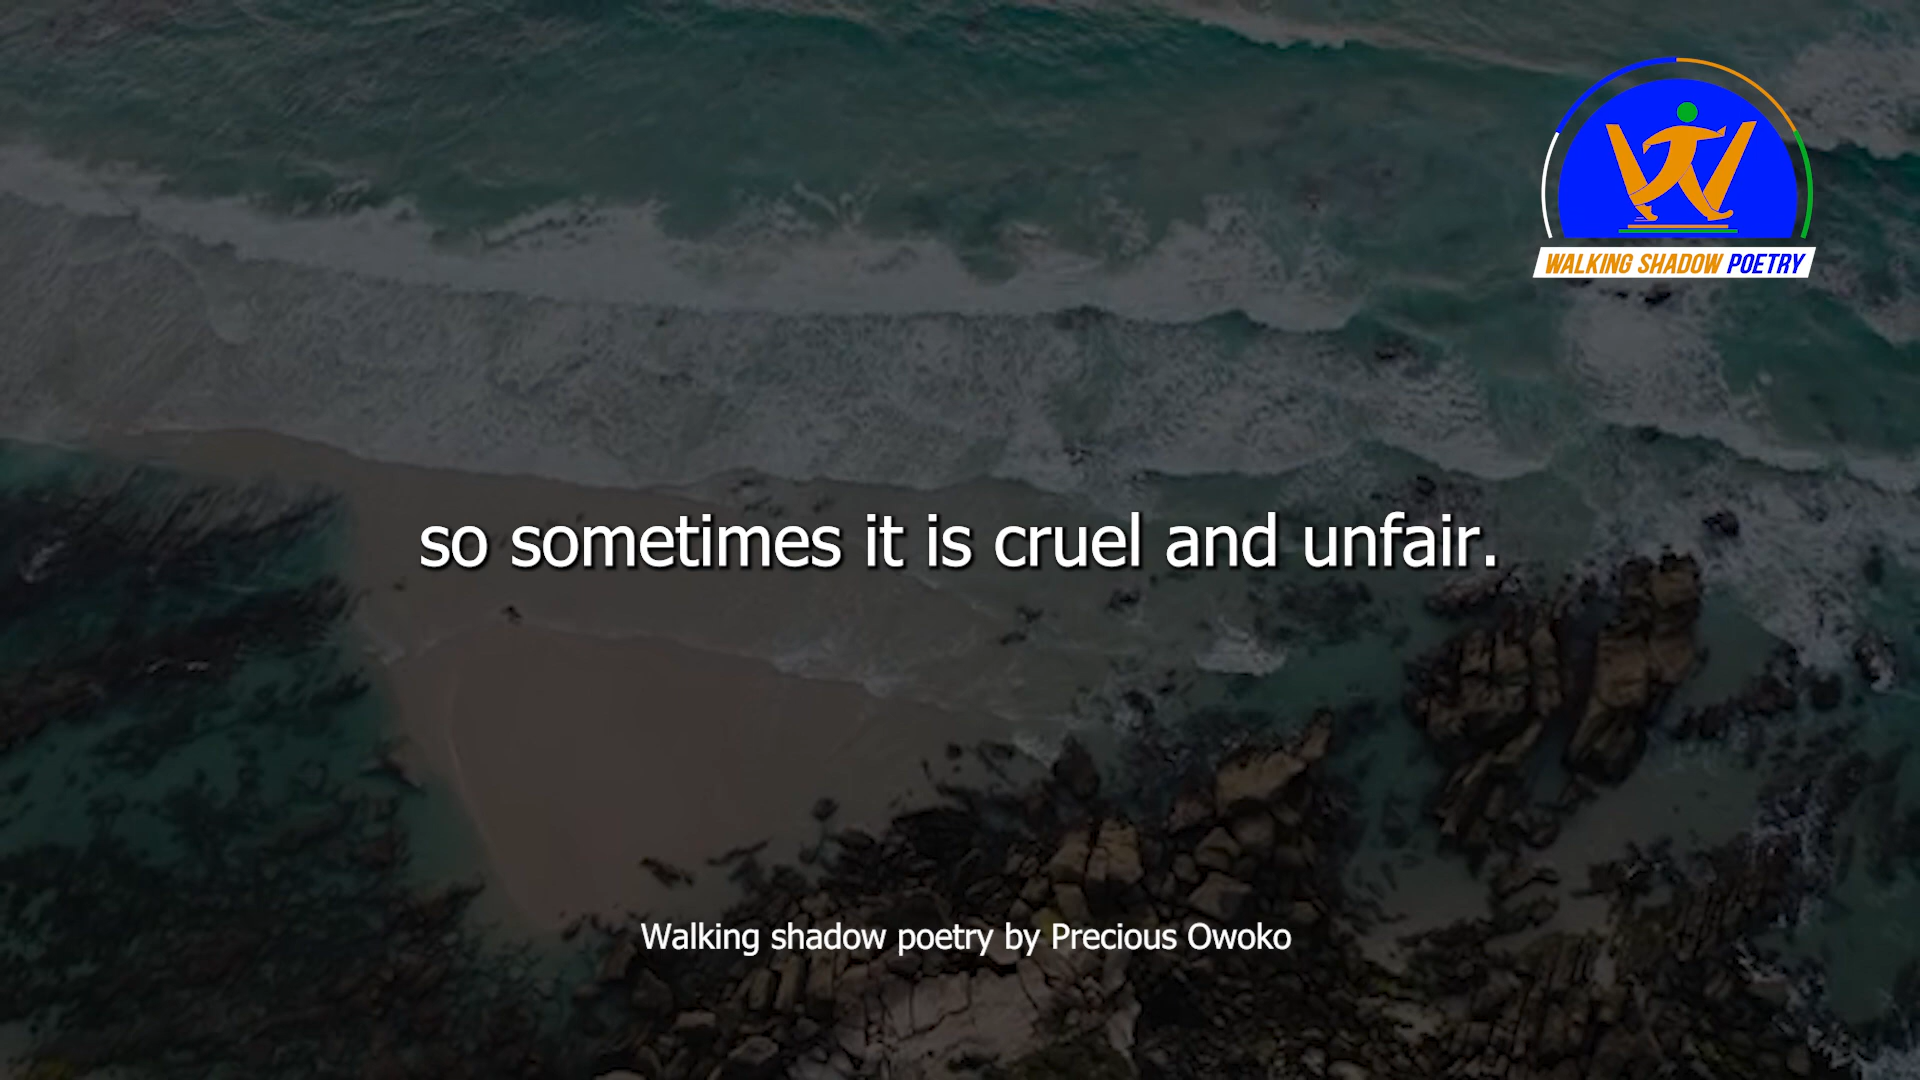 WALKING SHADOW POETRY
so sometimes it is cruel and unfair.
Walking shadow poetry by Precious Owoko